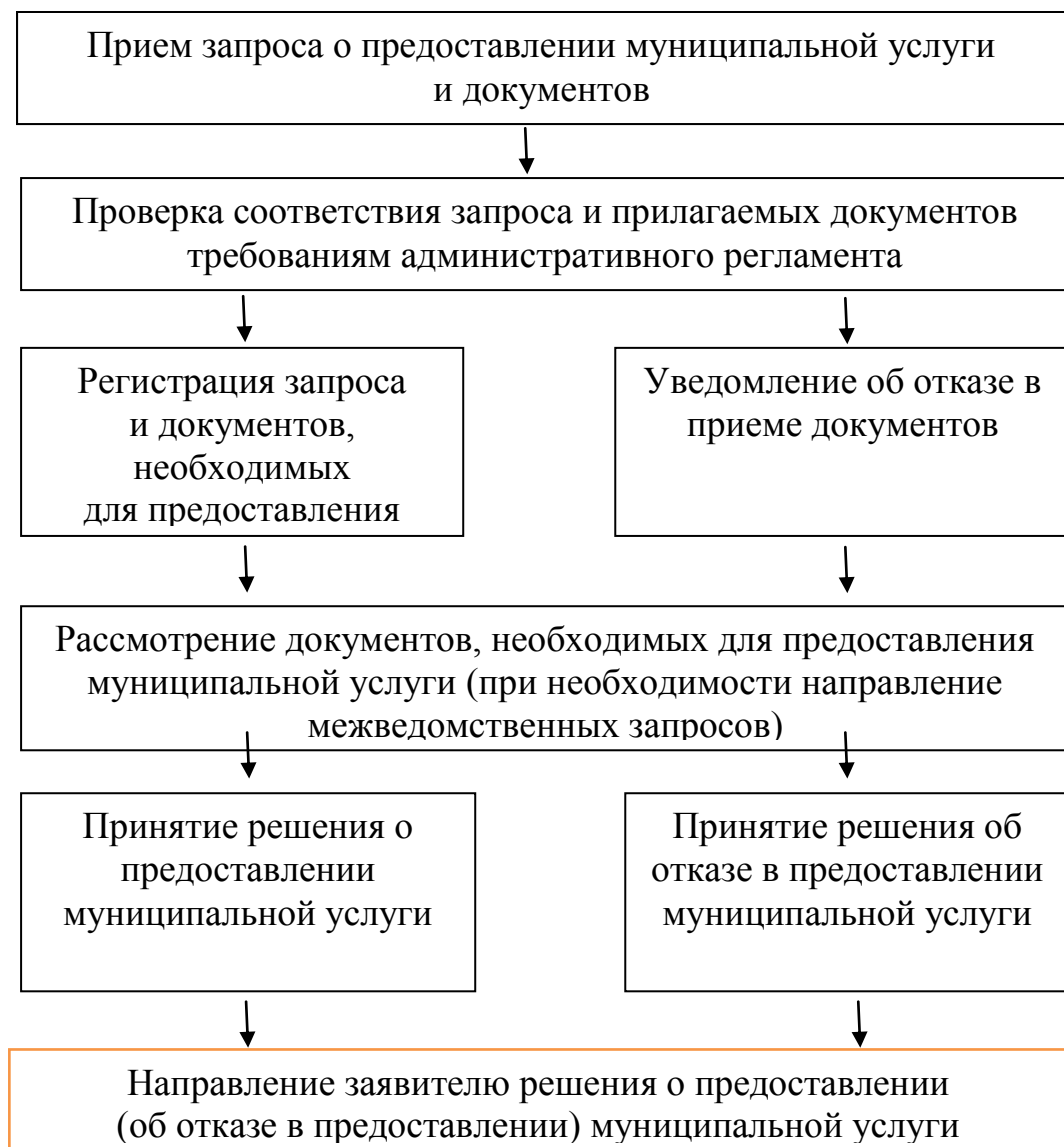 Прием запроса о предоставлении муниципальной услуги
и документов
Проверка соответствия запроса и прилагаемых документов
требованиям административного регламента
Регистрация запроса
и документов,
необходимых
для предоставления
Уведомление об отказе в
приеме документов
Рассмотрение документов, необходимых для предоставления
муниципальной услуги (при необходимости направление
межведомственных запросов)
Принятие решения о
предоставлении
муниципальной услуги
Принятие решения об
отказе в предоставлении
муниципальной услуги
Направление заявителю решения о предоставлении
(об отказе в предоставлении) муниципальной услуги